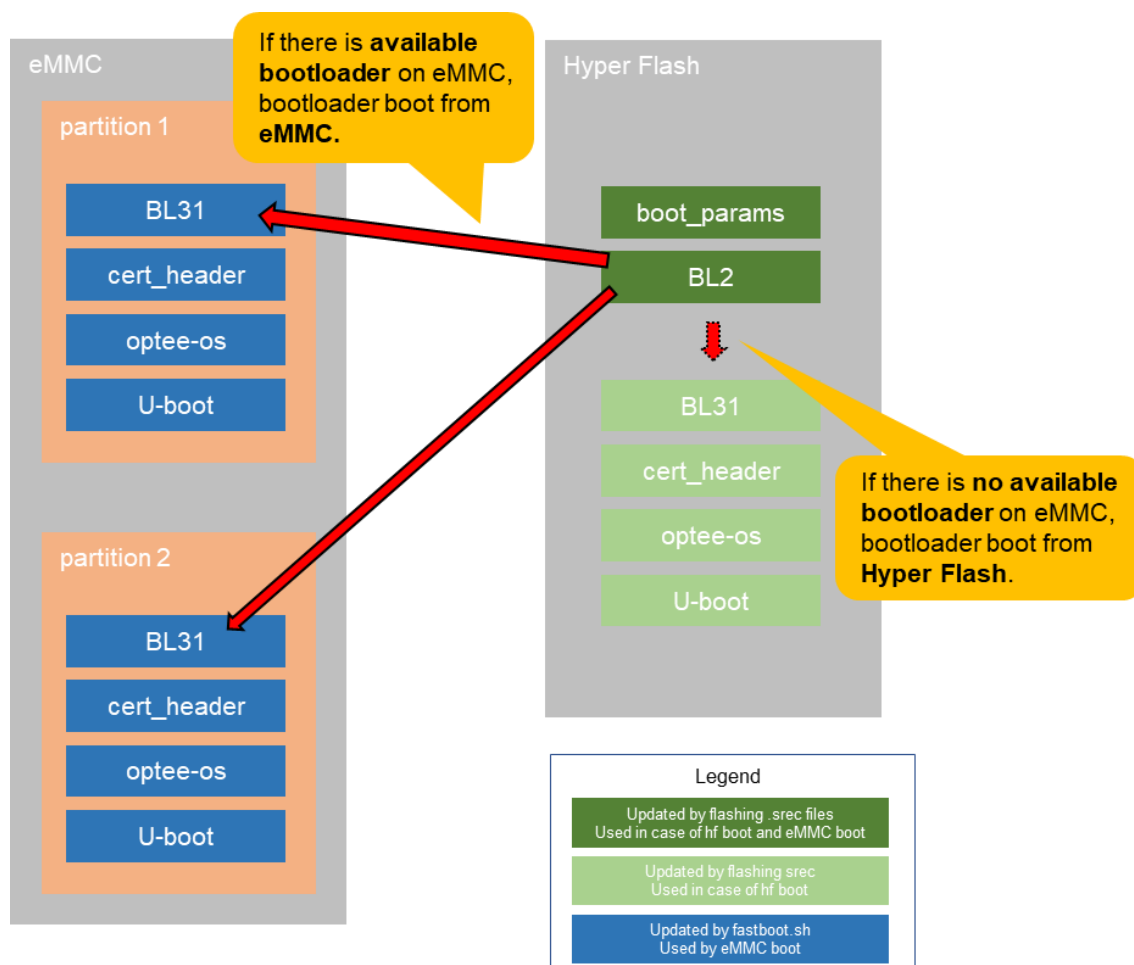 eMMC
partition 1
BL31
cert_header
optee-os
U-boot
partition 2
BL31
cert_header
optee-os
U-boot
If there is available
bootloader on eMMC,
bootloader boot from
eMMC.
Hyper Flash
boot_params
BL2
BL31
cert_header
optee-os
U-boot
If there is no available
bootloader on eMMC,
bootloader boot from
Hyper Flash.
Legend
Updated by flashing .srec files
Used in case of hf boot and eMMC boot
Updated by flashing srec
Used in case of hf boot
Updated by fastboot.sh
Used by eMMC boot